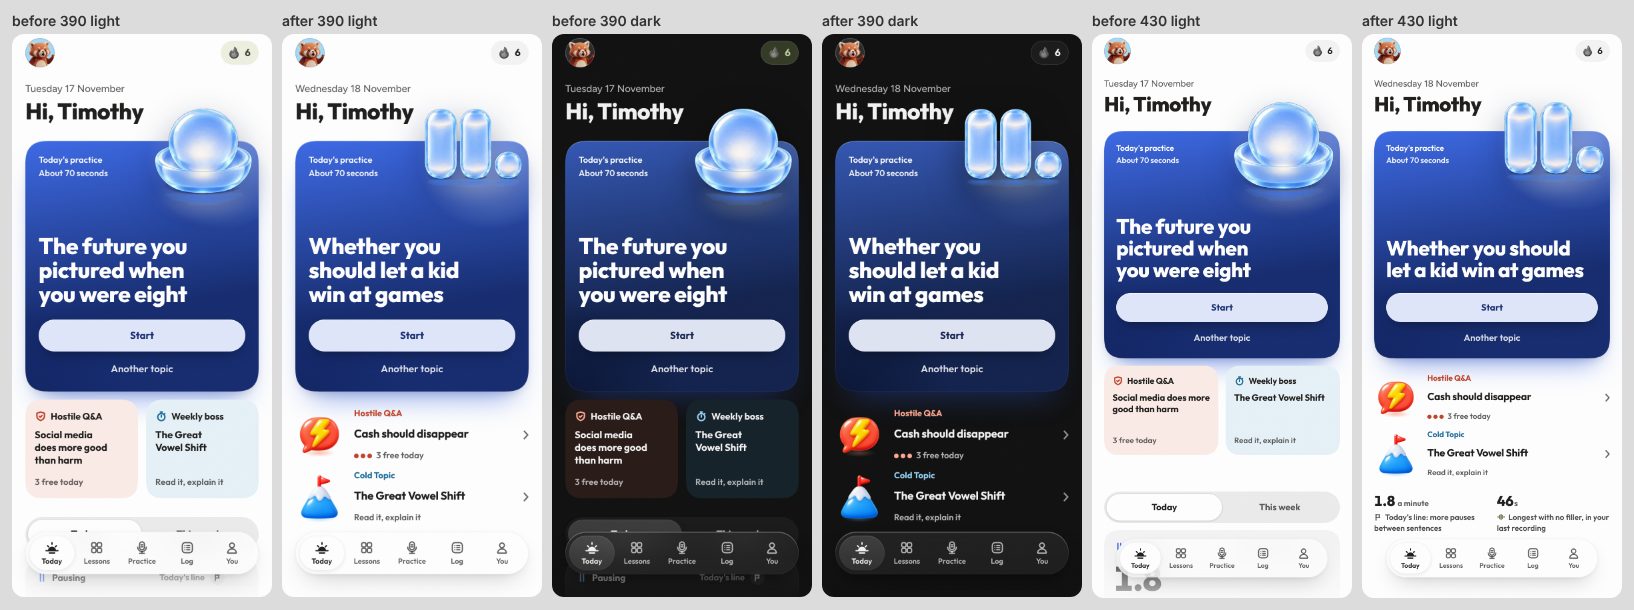 before 390 light
6
Tuesday 17 November
Hi, Timothy
Today's practice
About 70 seconds
The future you
pictured when
you were eight
Start
Another topic
Hostile Q&A
Social media
does more good
than harm
3 free today
Weekly boss
The Great
Vowel Shift
Read it, explain it
Today
Lessons
Practice
Log
You
Pausing
Today's line
after 390 light
6
Wednesday 18 November
Hi, Timothy
Today's practice
About 70 seconds
Whether you
should let a kid
win at games
Start
Another topic
Hostile Q&A
Cash should disappear
3 free today
Cold Topic
The Great Vowel Shift
Read it, explain it
Today
Lessons
Practice
Log
You
before 390 dark
6
Tuesday 17 November
Hi, Timothy
Today's practice
About 70 seconds
The future you
pictured when
you were eight
Start
Another topic
Hostile Q&A
Social media
does more good
than harm
3 free today
Weekly boss
The Great
Vowel Shift
Read it, explain it
Today
Lessons
Practice
Log
You
Pausing
Today's line
after 390 dark
6
Wednesday 18 November
Hi, Timothy
Today's practice
About 70 seconds
Whether you
should let a kid
win at games
Start
Another topic
Hostile Q&A
Cash should disappear
3 free today
Cold Topic
The Great Vowel Shift
Read it, explain it
Today
Lessons
Practice
Log
You
before 430 light
6
Tuesday 17 November
Hi, Timothy
Today's practice
About 70 seconds
The future you
pictured when
you were eight
Start
Another topic
Hostile Q&A
Social media does more
good than harm
3 free today
Weekly boss
The Great Vowel Shift
Read it, explain it
Today
This week
Today
Lessons
Practice
Log
You
1.8
after 430 light
6
Wednesday 18 November
Hi, Timothy
Today's practice
About 70 seconds
Whether you should
let a kid win at games
Start
Another topic
Hostile Q&A
Cash should disappear
3 free today
Cold Topic
The Great Vowel Shift
Read it, explain it
1.8 a minute
Today's line: more pauses
between sentences
46s
Longest with no filler, in your
last recording
Today
Lessons
Practice
Log
You